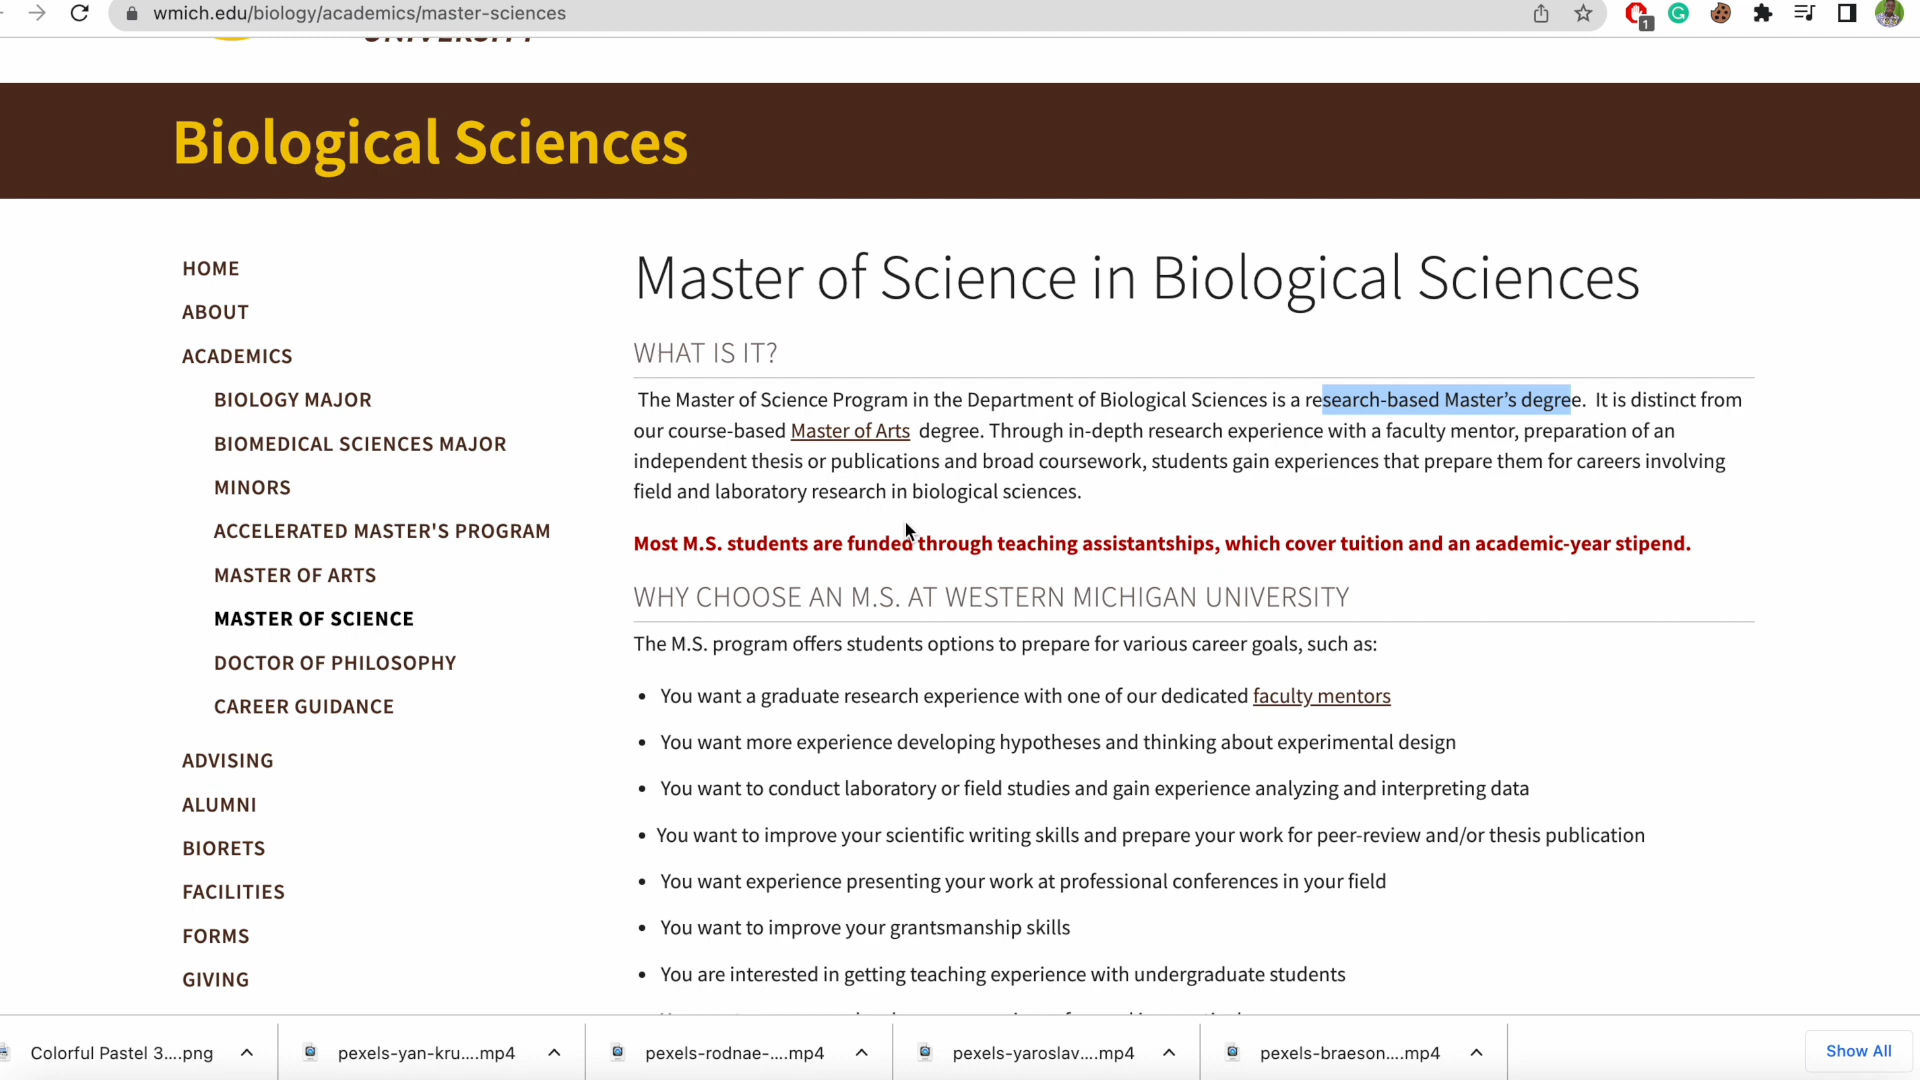 wmich.edu/biology/academics/master-sciences
1
UNIVERSITY
Biological Sciences
HOME
ABOUT
ACADEMICS
BIOLOGY MAJOR
BIOMEDICAL SCIENCES MAJOR
MINORS
ACCELERATED MASTER'S PROGRAM
MASTER OF ARTS
MASTER OF SCIENCE
DOCTOR OF PHILOSOPHY
CAREER GUIDANCE
ADVISING
ALUMNI
BIORETS
FACILITIES
FORMS
GIVING
Master of Science in Biological Sciences
WHAT IS IT?
The Master of Science Program in the Department of Biological Sciences is a research-based Master’s degree. It is distinct from
our course-based Master of Arts degree. Through in-depth research experience with a faculty mentor, preparation of an
independent thesis or publications and broad coursework, students gain experiences that prepare them for careers involving
field and laboratory research in biological sciences.
Most M.S. students are funded through teaching assistantships, which cover tuition and an academic-year stipend.
WHY CHOOSE AN M.S. AT WESTERN MICHIGAN UNIVERSITY
The M.S. program offers students options to prepare for various career goals, such as:
• You want a graduate research experience with one of our dedicated faculty mentors
• You want more experience developing hypotheses and thinking about experimental design
• You want to conduct laboratory or field studies and gain experience analyzing and interpreting data
• You want to improve your scientific writing skills and prepare your work for peer-review and/or thesis publication
• You want experience presenting your work at professional conferences in your field
• You want to improve your grantsmanship skills
• You are interested in getting teaching experience with undergraduate students
Colorful Pastel 3....png
pexels-yan-kru....mp4
pexels-rodnae-....mp4
pexels-yaroslav....mp4
pexels-braeson....mp4
Show All